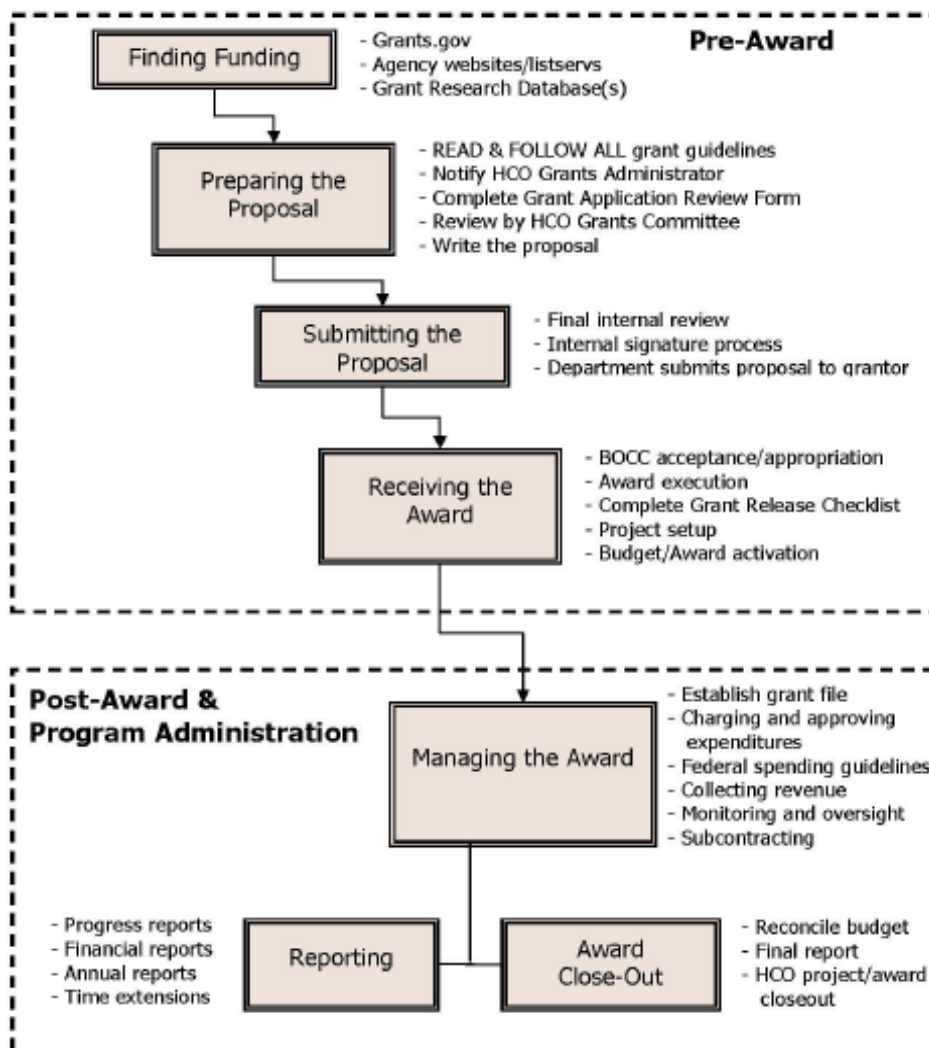 Pre-Award
Finding Funding
- Grants.gov
- Agency websites/listservs
- Grant Research Database(s)
Preparing the
Proposal
- READ & FOLLOW ALL grant guidelines
- Notify HCO Grants Administrator
- Complete Grant Application Review Form
- Review by HCO Grants Committee
- Write the proposal
Submitting the
Proposal
- Final internal review
- Internal signature process
- Department submits proposal to grantor
Receiving the
Award
- BOCC acceptance/appropriation
- Award execution
- Complete Grant Release Checklist
- Project setup
- Budget/Award activation
Post-Award &
Program Administration
Managing the Award
- Establish grant file
- Charging and approving
expenditures
- Federal spending guidelines
- Collecting revenue
- Monitoring and oversight
- Subcontracting
- Progress reports
- Financial reports
- Annual reports
- Time extensions
Reporting
Award
Close-Out
- Reconcile budget
- Final report
- HCO project/award
closeout